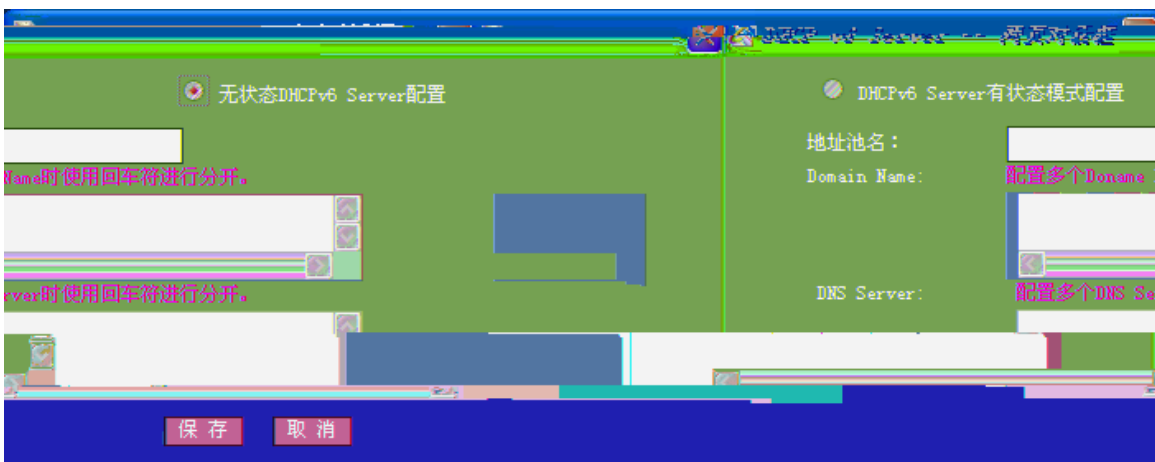 无状态DHCPv6 Server配置
DHCPv6 Server有状态模式配置
地址池名：
Name时使用回车符进行分开。
Domain Name:
配置多个Doname
rver时使用回车符进行分开。
DNS Server:
配置多个DNS Se
保存
取消